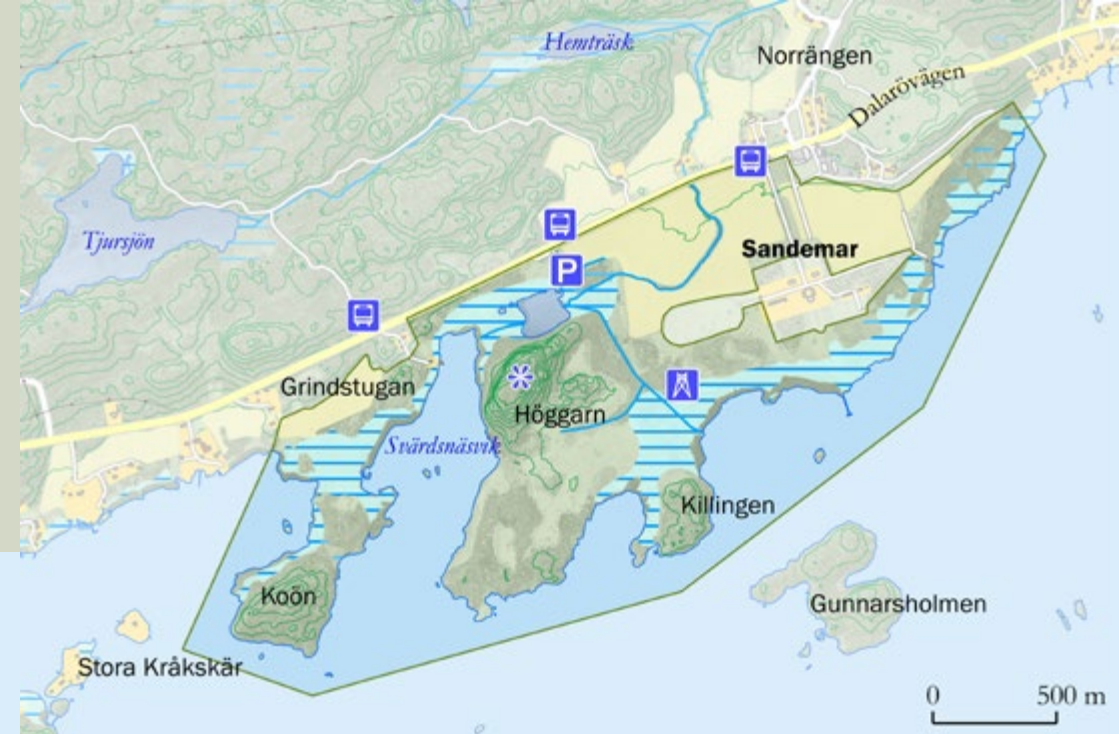 Hemträsk
Norrängen
Dalarövägen
Tjursjön
P
Sandemar
Grindstugan
Höggarn
Svärdsnäsvik
Killingen
Koön
Gunnarsholmen
Stora Kråkskär
0 500 m